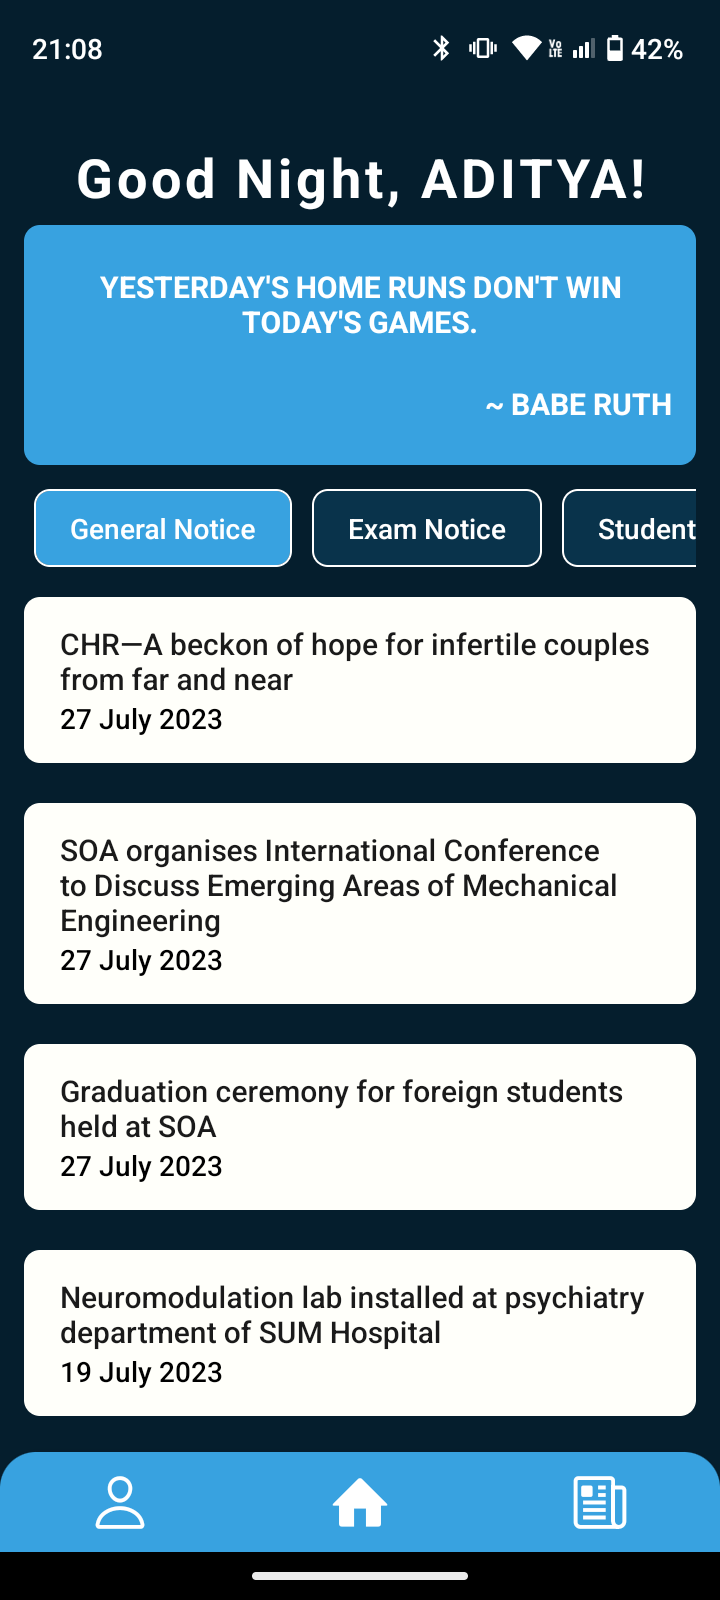 21:08
Vo
LTE
42%
Good Night, ADITYA!
YESTERDAY'S HOME RUNS DON'T WIN
TODAY'S GAMES.
~ BABE RUTH
General Notice
Exam Notice
Student
CHR—A beckon of hope for infertile couples
from far and near
27 July 2023
SOA organises International Conference
to Discuss Emerging Areas of Mechanical
Engineering
27 July 2023
Graduation ceremony for foreign students
held at SOA
27 July 2023
Neuromodulation lab installed at psychiatry
department of SUM Hospital
19 July 2023